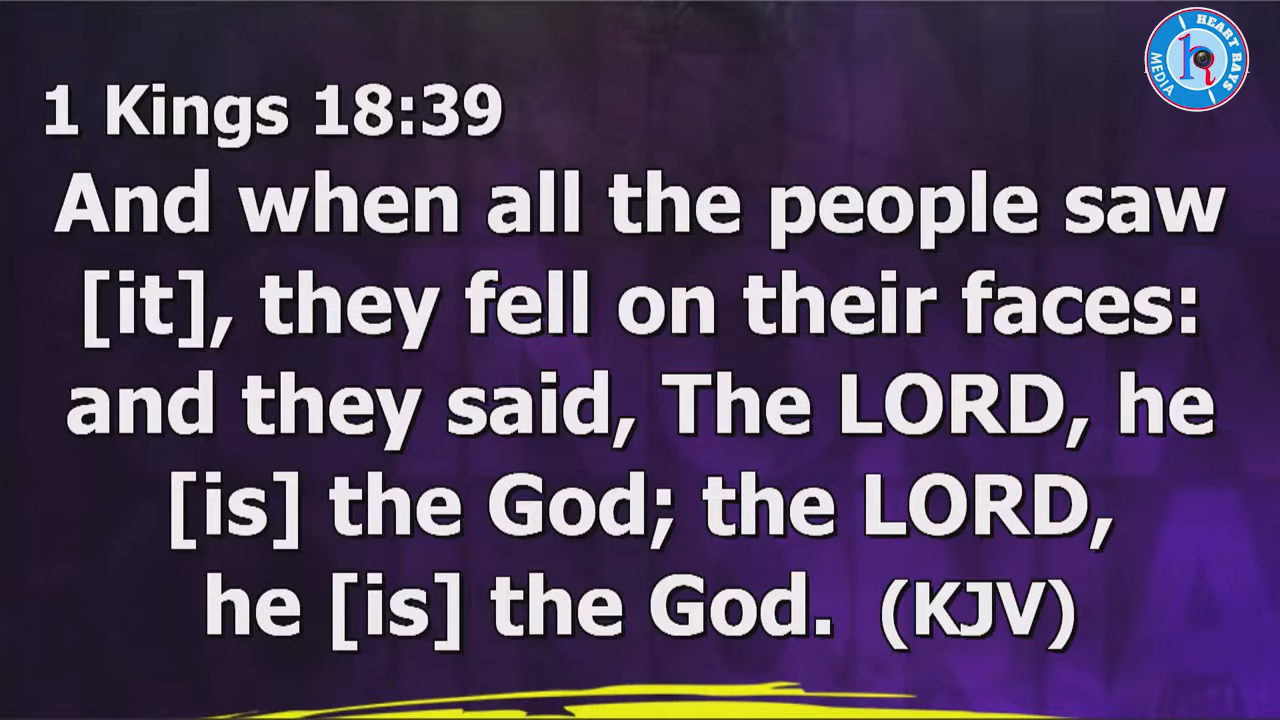 HEART RAYS
MEDIA
1 Kings 18:39
And when all the people saw
[it], they fell on their faces:
and they said, The LORD, he
[is] the God; the LORD,
he [is] the God. (KJV)